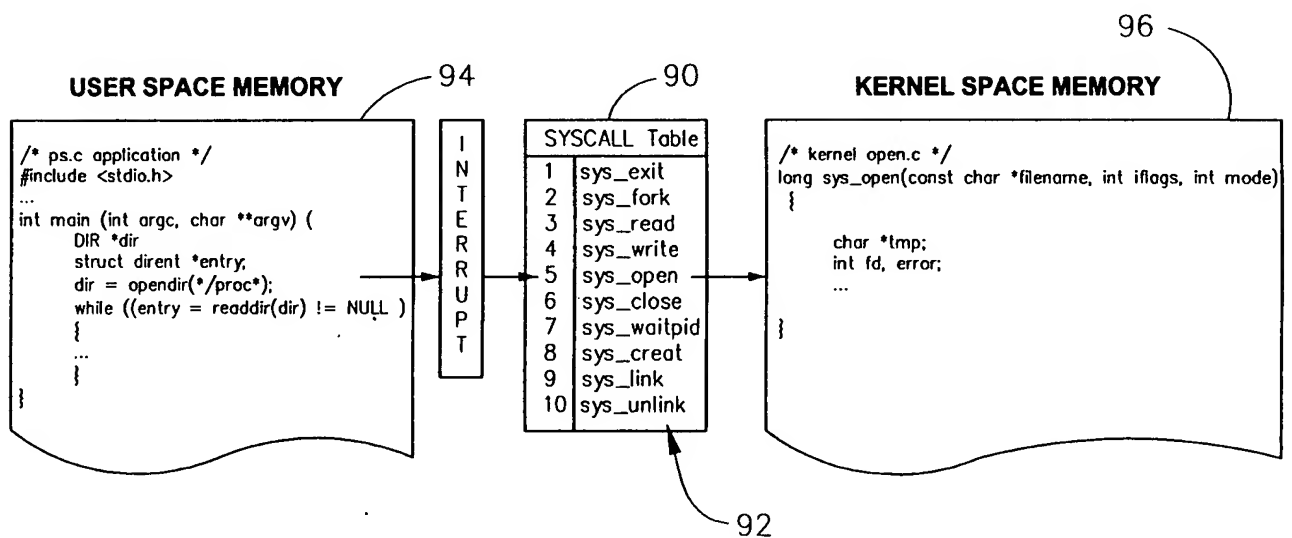 96
USER SPACE MEMORY
94
90
KERNEL SPACE MEMORY
/* ps.c application */
#include <stdio.h>
...
int main (int argc, char **argv) (
DIR *dir
struct dirent *entry;
dir = opendir(*/proc*);
while ((entry = readdir(dir) != NULL )
{
...
}
}
INTERRUPT
SYSCALL Table
1 sys_exit
2 sys_fork
3 sys_read
4 sys_write
5 sys_open
6 sys_close
7 sys_waitpid
8 sys_creat
9 sys_link
10 sys_unlink
/* kernel open.c */
long sys_open(const char *filename, int iflags, int mode)
{
char *tmp;
int fd, error;
...
}
92